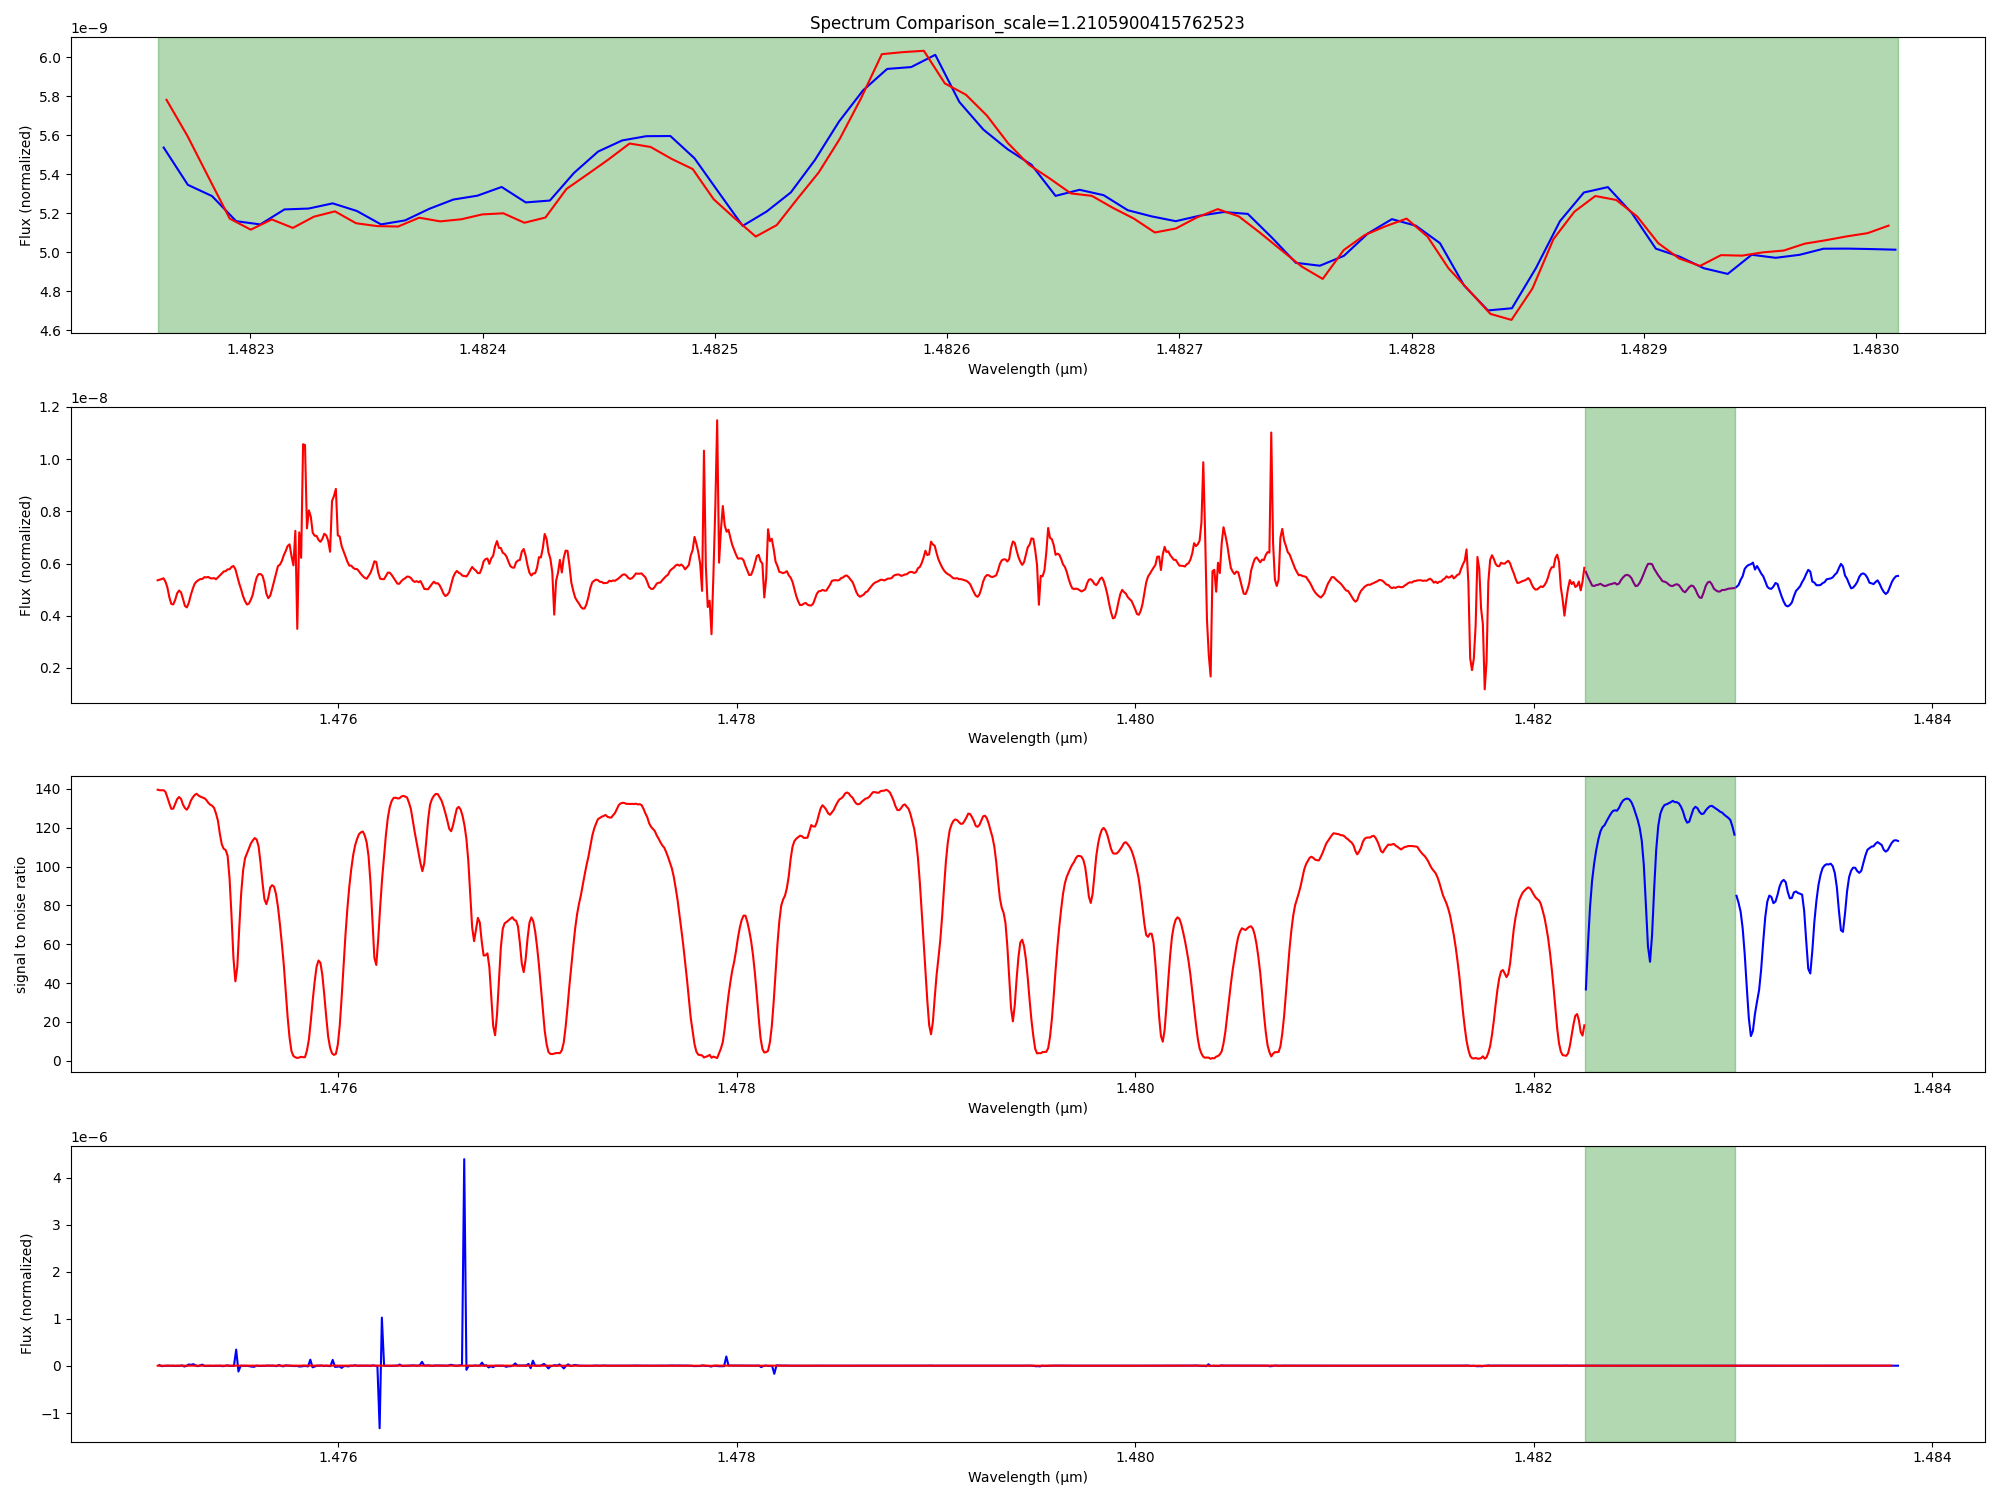 Spectrum Comparison_scale=1.2105900415762523
1e−9
Flux (normalized)
6.0
5.8
5.6
5.4
5.2
5.0
4.8
4.6
1.4823 1.4824 1.4825 1.4826 1.4827 1.4828 1.4829 1.4830
Wavelength (μm)
1e−8
Flux (normalized)
1.2
1.0
0.8
0.6
0.4
0.2
1.476 1.478 1.480 1.482 1.484
Wavelength (μm)
signal to noise ratio
140
120
100
80
60
40
20
0
1.476 1.478 1.480 1.482 1.484
Wavelength (μm)
1e−6
Flux (normalized)
4
3
2
1
0
−1
1.476 1.478 1.480 1.482 1.484
Wavelength (μm)